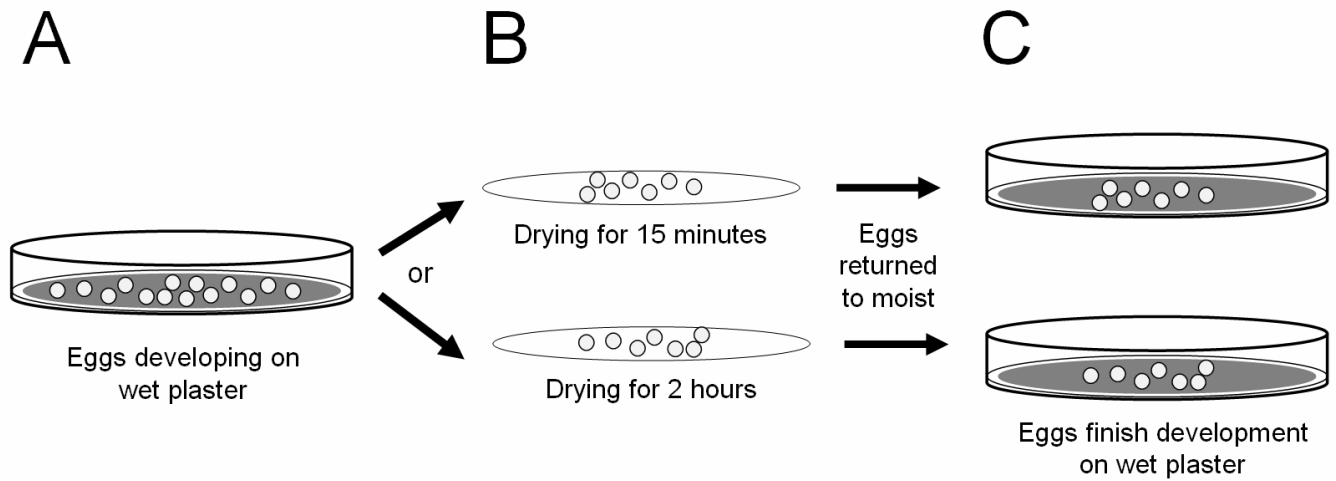 A
B
C
Eggs developing on
wet plaster
or
Drying for 15 minutes
Drying for 2 hours
Eggs
returned
to moist
Eggs finish development
on wet plaster